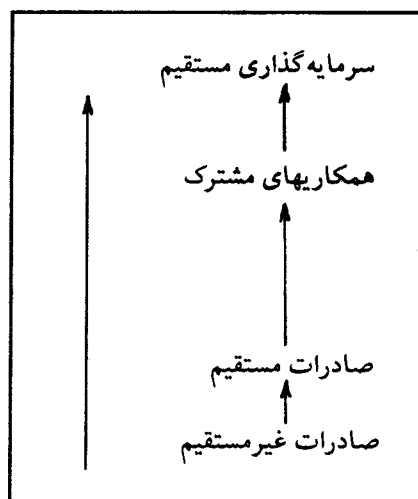 سرمایه‌گذاری مستقیم
همکاریهای مشترک
صادرات مستقیم
صادرات غیرمستقیم